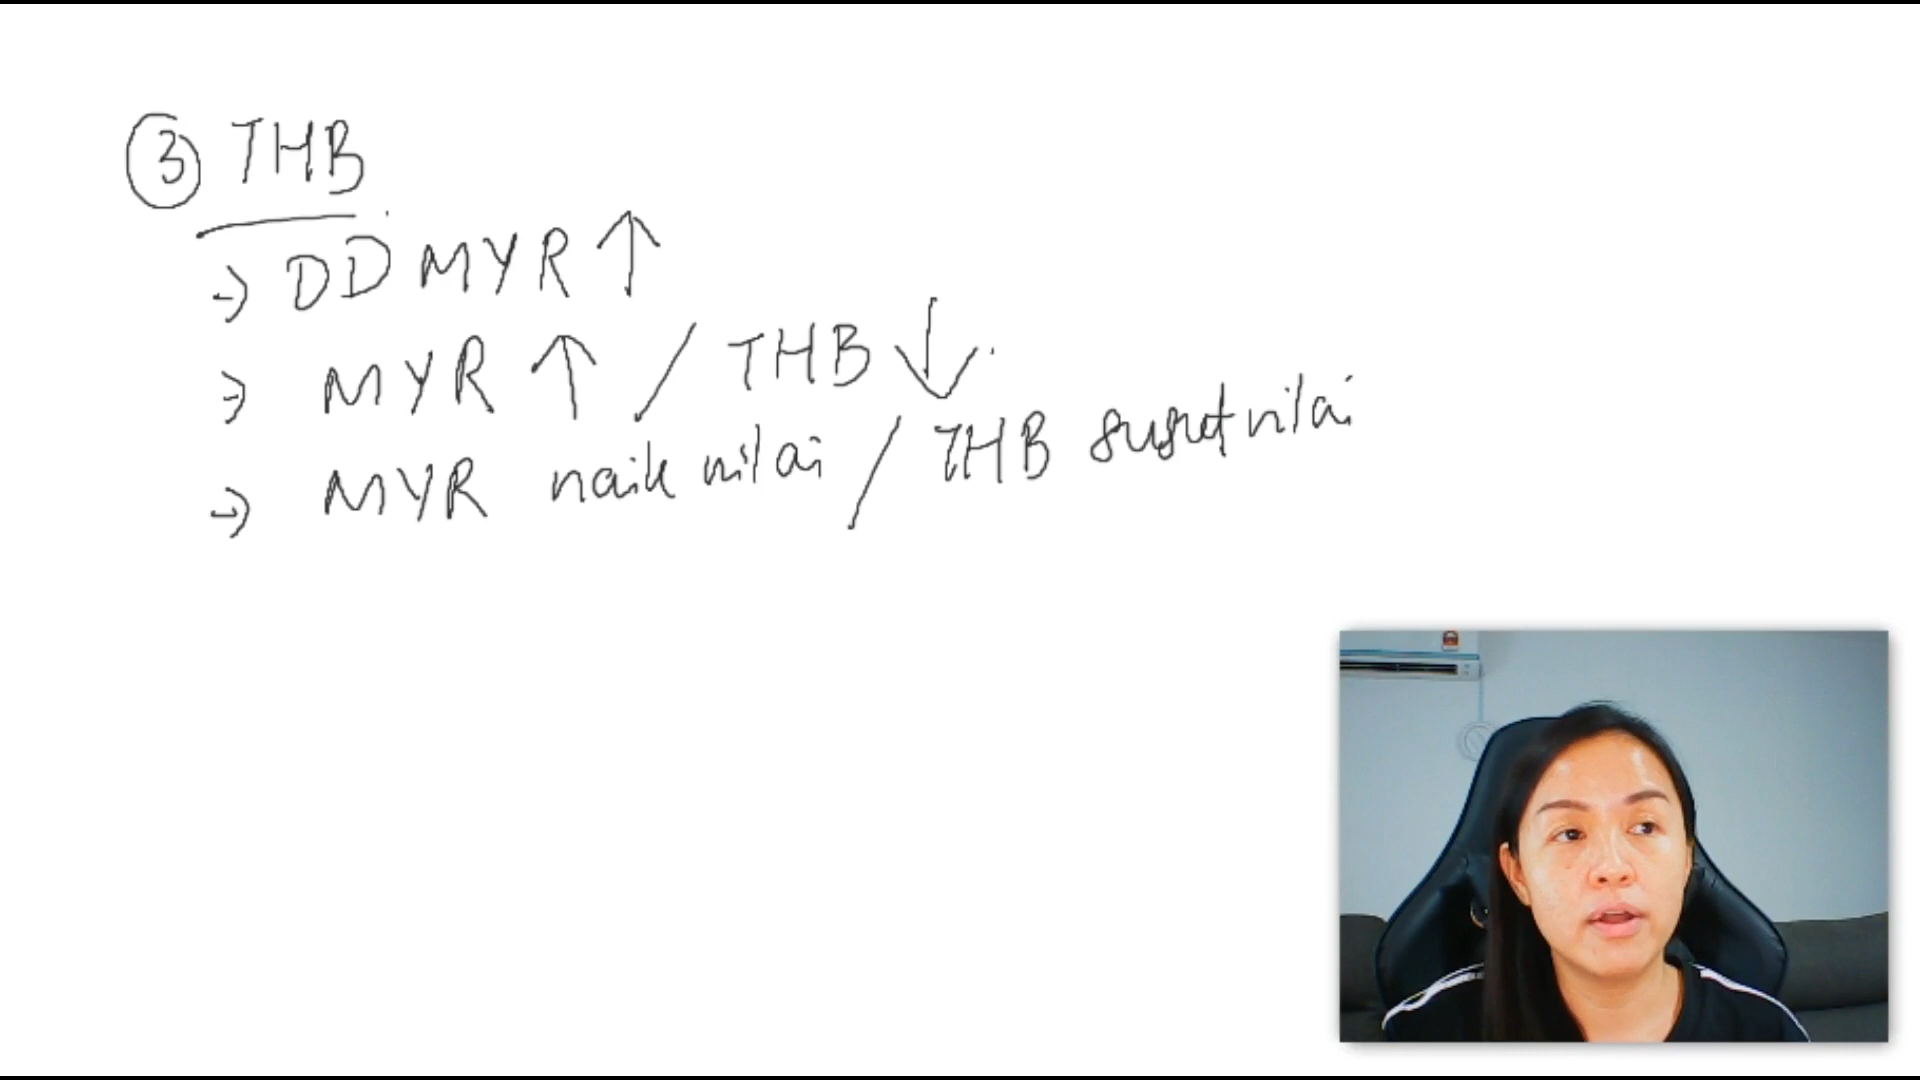 ③ THB
→ DD MYR ↑
→ MYR ↑ / THB ↓
→ MYR naik nilai / THB susut nilai